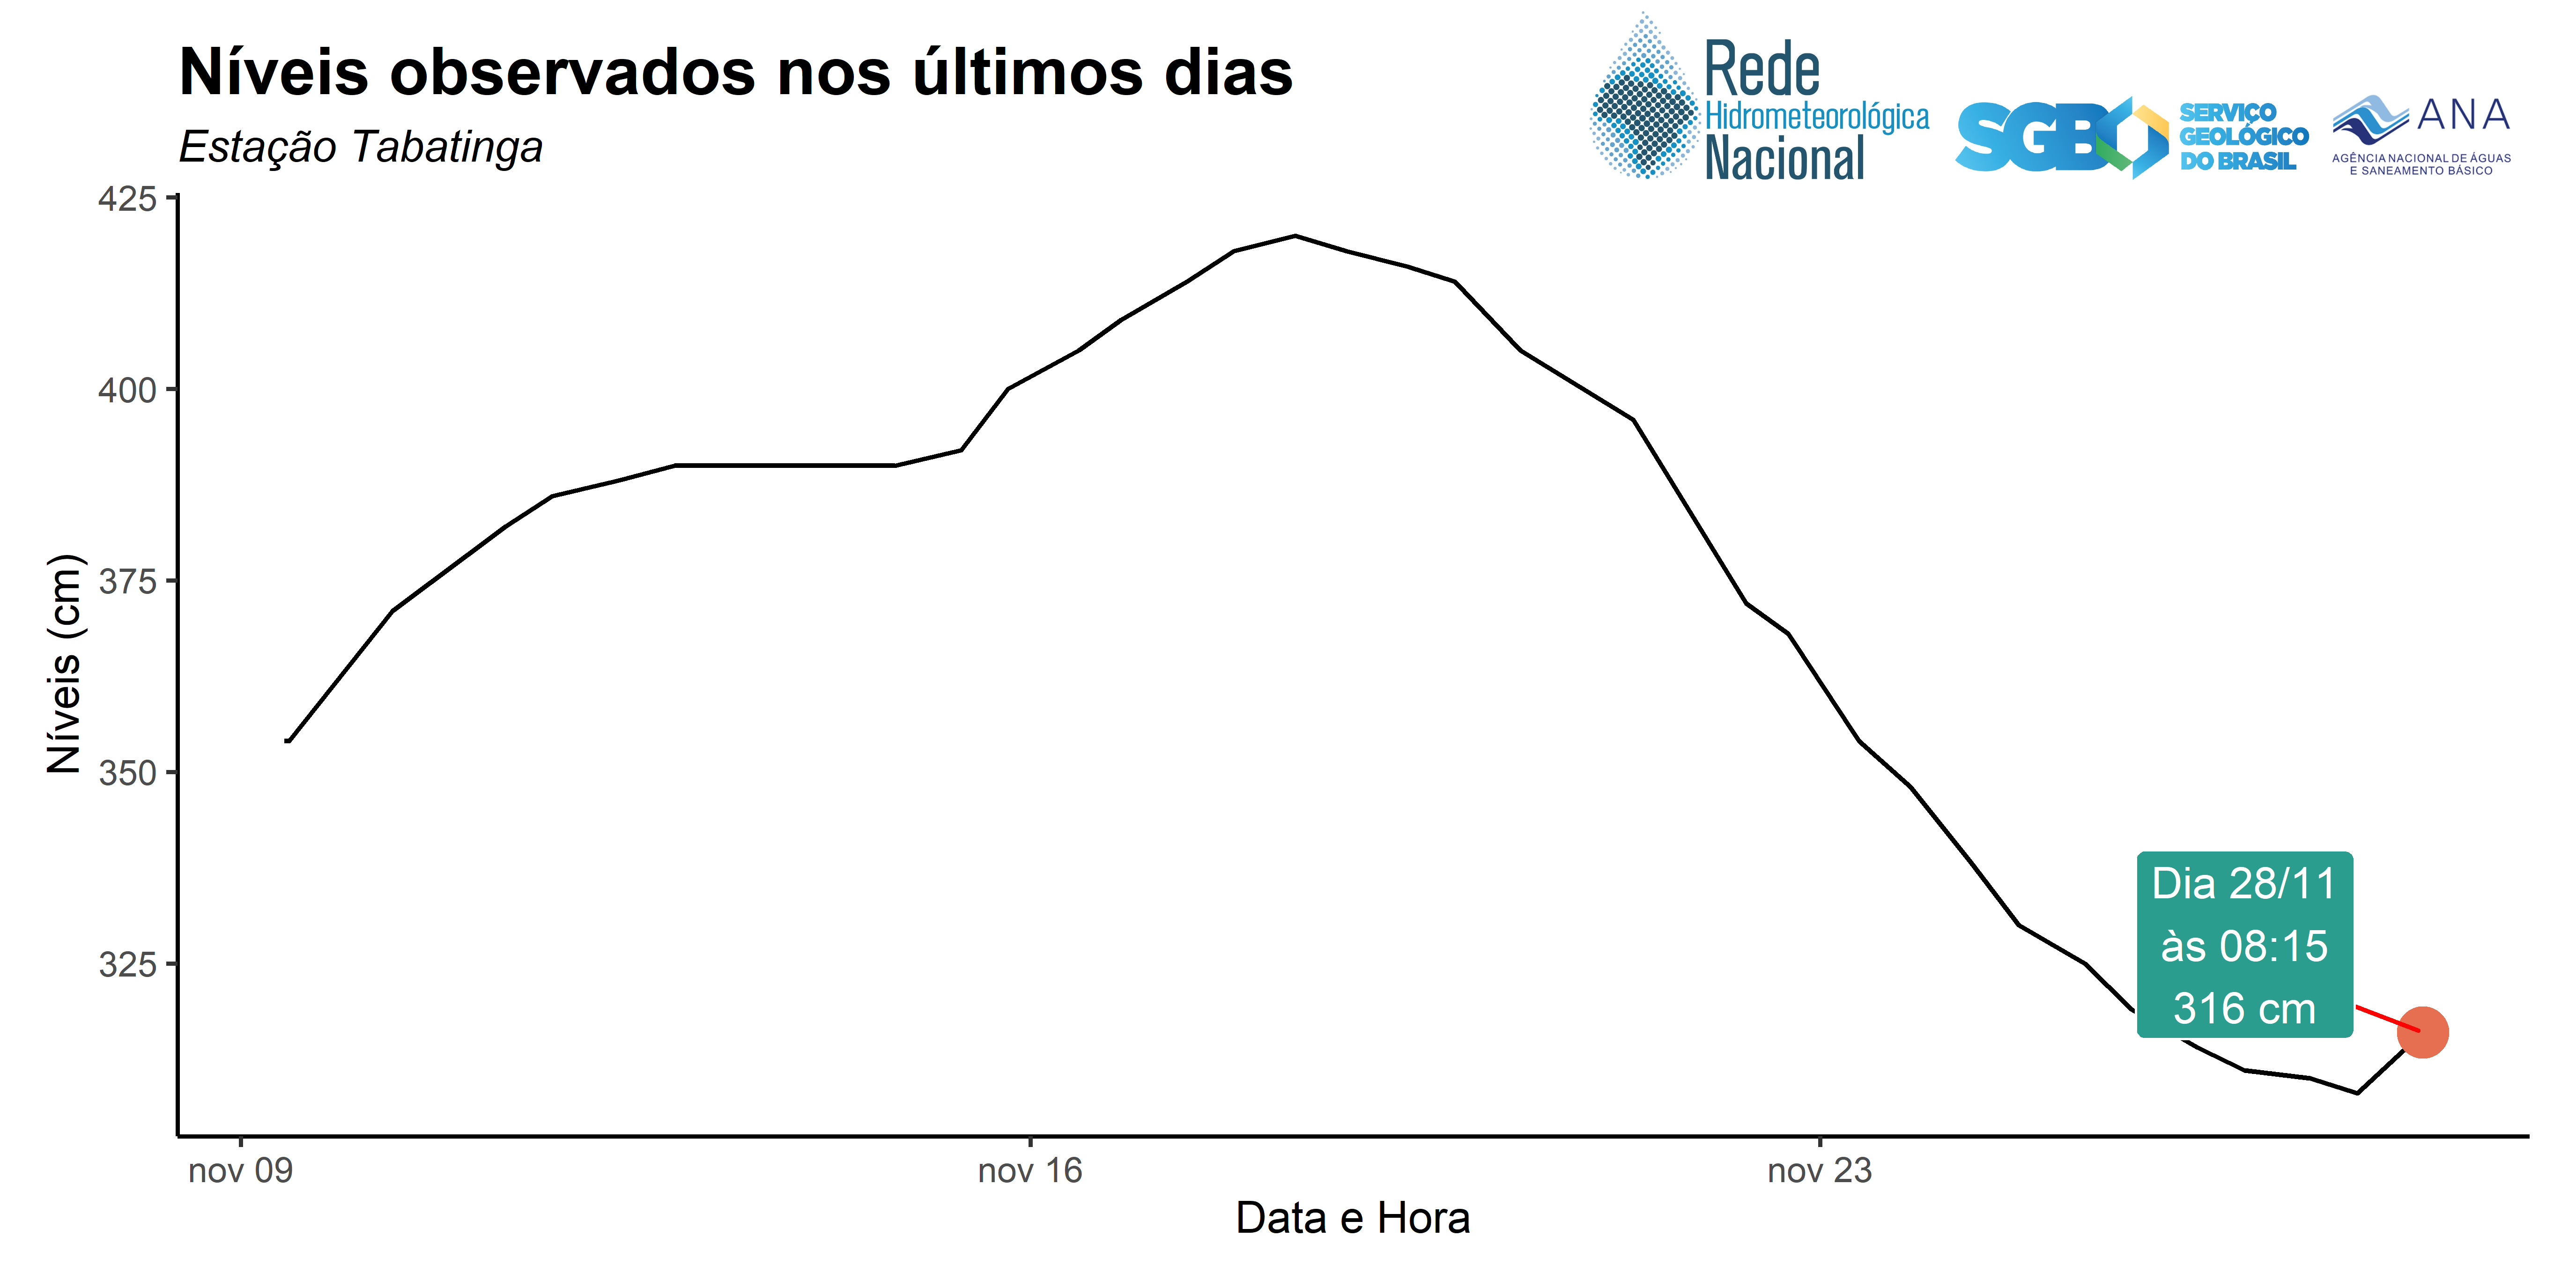 Níveis observados nos últimos dias
Estação Tabatinga
Rede
Hidrometeorológica
Nacional
SGB
SERVIÇO
GEOLÓGICO
DO BRASIL
ANA
AGÊNCIA NACIONAL DE ÁGUAS
E SANEAMENTO BÁSICO
Níveis (cm)
425
400
375
350
325
Dia 28/11
às 08:15
316 cm
nov 09
nov 16
nov 23
Data e Hora